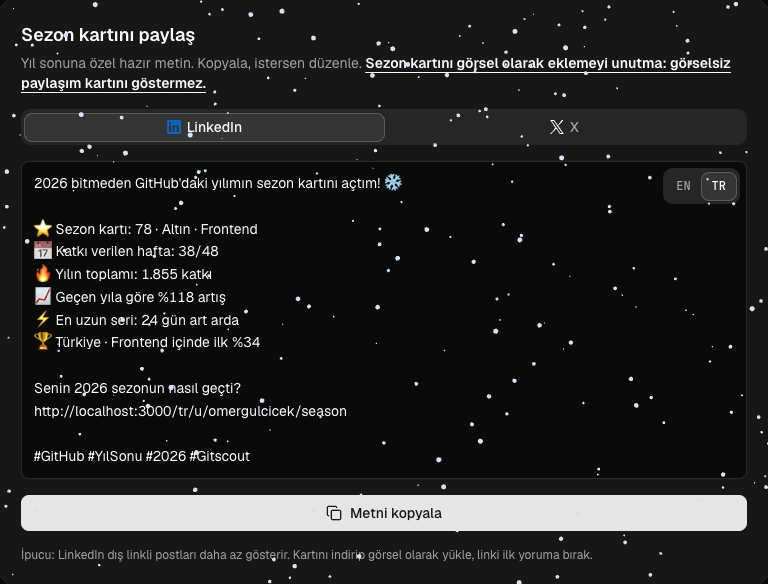 Sezon kartını paylaş
Yıl sonuna özel hazır metin. Kopyala, istersen düzenle. Sezon kartını görsel olarak eklemeyi unutma: görselsiz
paylaşım kartını göstermez.
LinkedIn
X
EN
TR
2026 bitmeden GitHub'daki yılımın sezon kartını açtım! ❄️
⭐ Sezon kartı: 78 · Altın · Frontend
📅 Katkı verilen hafta: 38/48
🔥 Yılın toplamı: 1.855 katkı
📈 Geçen yıla göre %118 artış
⚡ En uzun seri: 24 gün art arda
🏆 Türkiye · Frontend içinde ilk %34
Senin 2026 sezonun nasıl geçti?
http://localhost:3000/tr/u/omergulcicek/season
#GitHub #YılSonu #2026 #Gitscout
Metni kopyala
İpucu: LinkedIn dış linkli postları daha az gösterir. Kartını indirip görsel olarak yükle, linki ilk yoruma bırak.